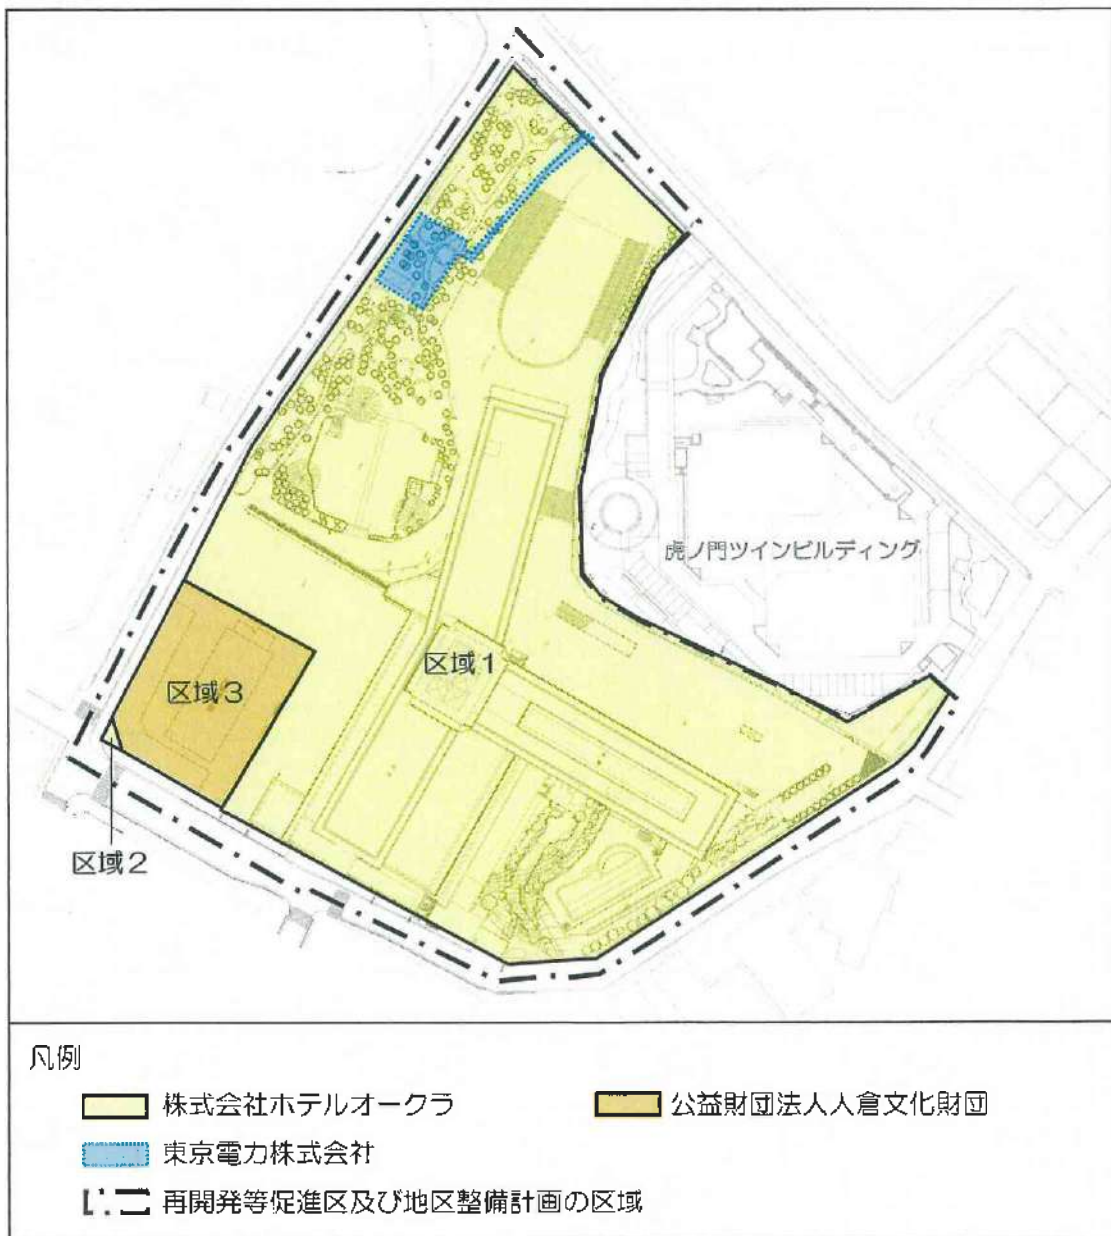 虎ノ門ツインビルディング
区域1
区域3
区域2
凡例
株式会社ホテルオークラ
公益財団法人人倉文化財団
東京電力株式会社
再開発等促進区及び地区整備計画の区域